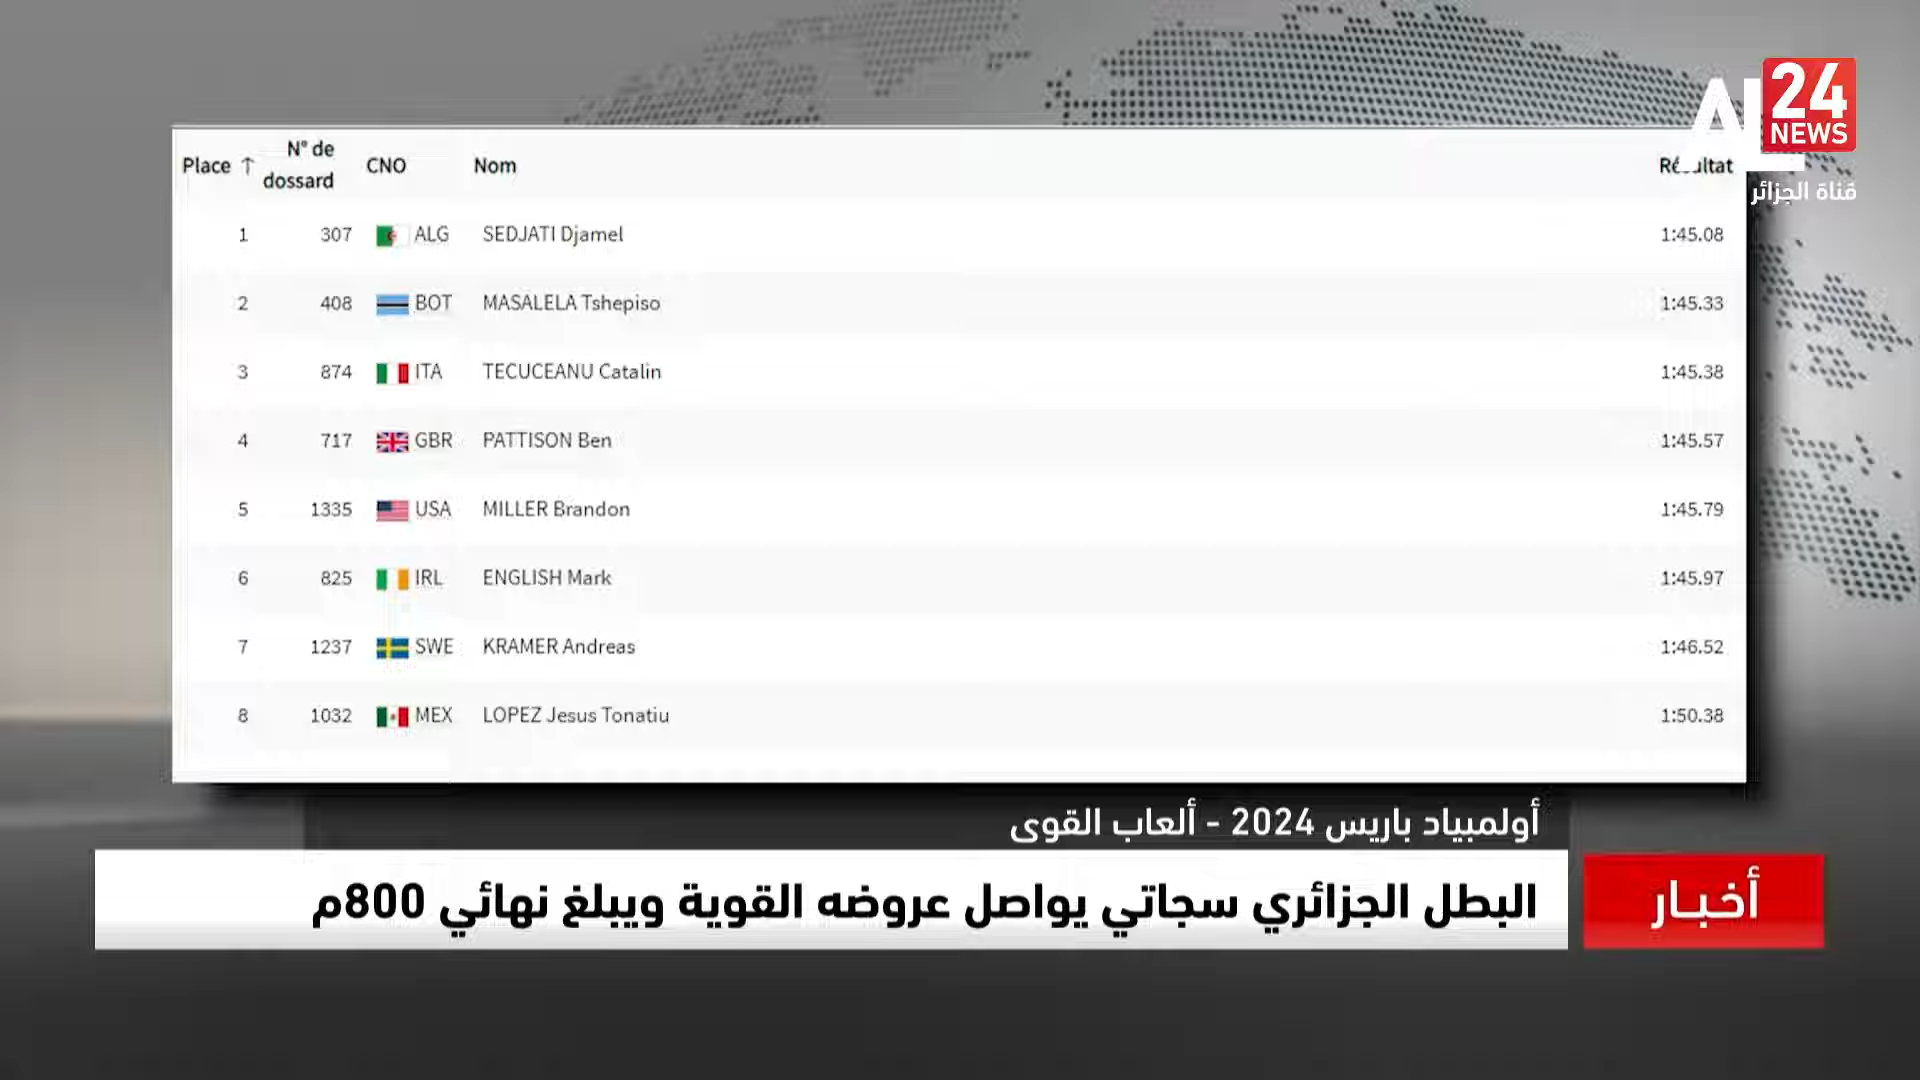 AL 24
NEWS
قناة الجزائر
Place ↑ N° de dossard CNO Nom
1 307 ALG SEDJATI Djamel 1:45.08
2 408 BOT MASALELA Tshepiso 1:45.33
3 874 ITA TECUCEANU Catalin 1:45.38
4 717 GBR PATTISON Ben 1:45.57
5 1335 USA MILLER Brandon 1:45.79
6 825 IRL ENGLISH Mark 1:45.97
7 1237 SWE KRAMER Andreas 1:46.52
8 1032 MEX LOPEZ Jesus Tonatiu 1:50.38
أولمبياد باريس 2024 - ألعاب القوى
أخبار
البطل الجزائري سجاتي يواصل عروضه القوية ويبلغ نهائي 800م